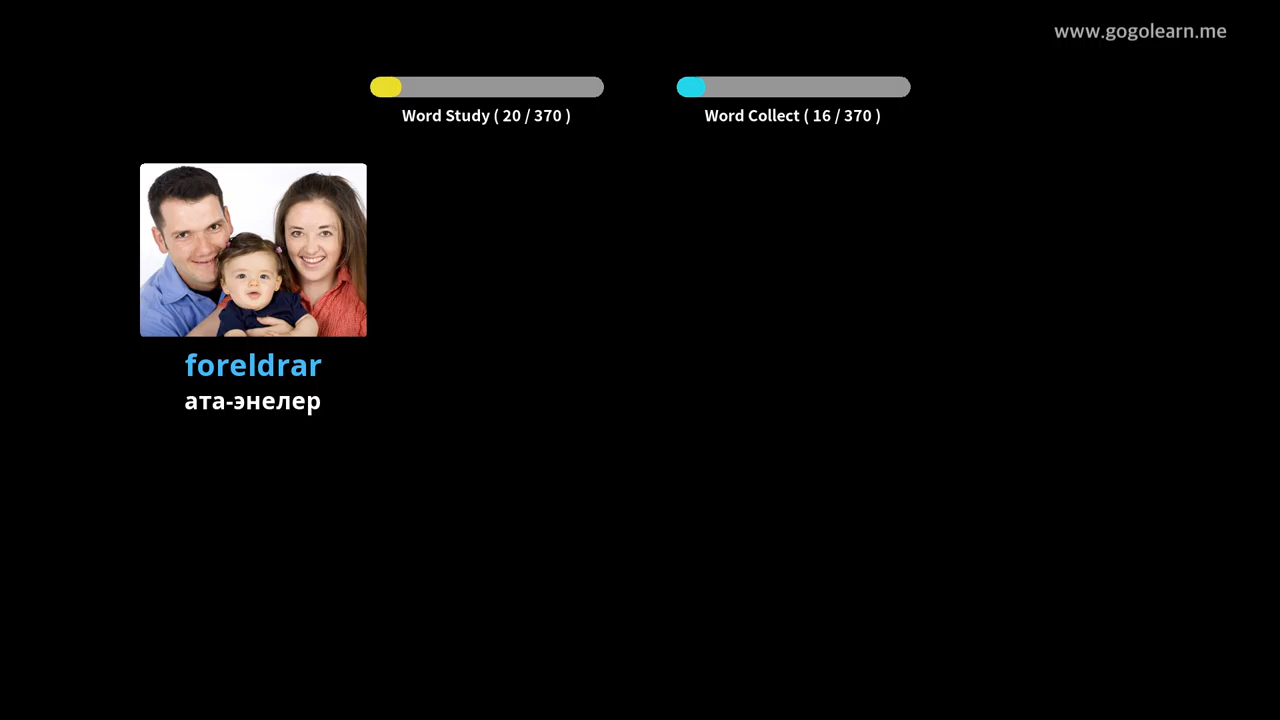 www.gogolearn.me
Word Study ( 20 / 370 )
Word Collect ( 16 / 370 )
foreldrar
ата-энелер